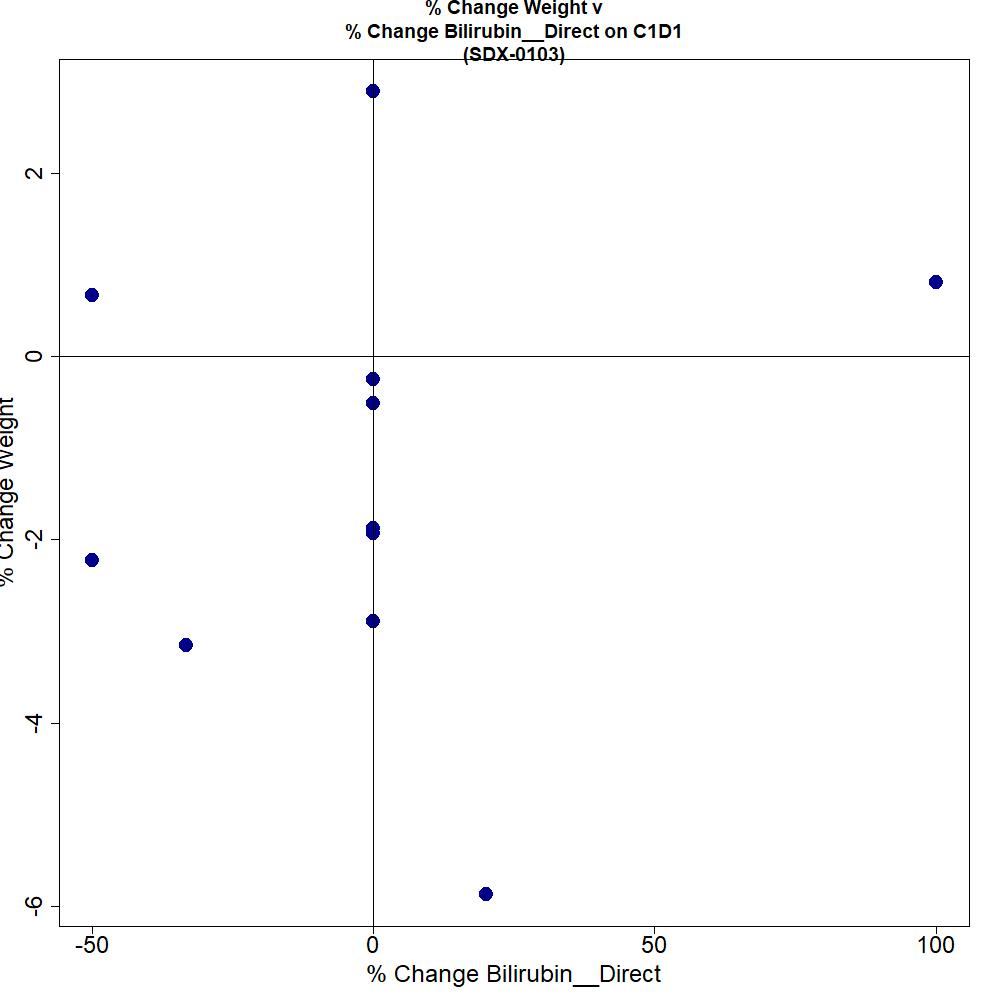 % Change Weight v
% Change Bilirubin__Direct on C1D1
(SDX-0103)
% Change Weight
2
0
-2
-4
-6
-50
0
50
100
% Change Bilirubin__Direct